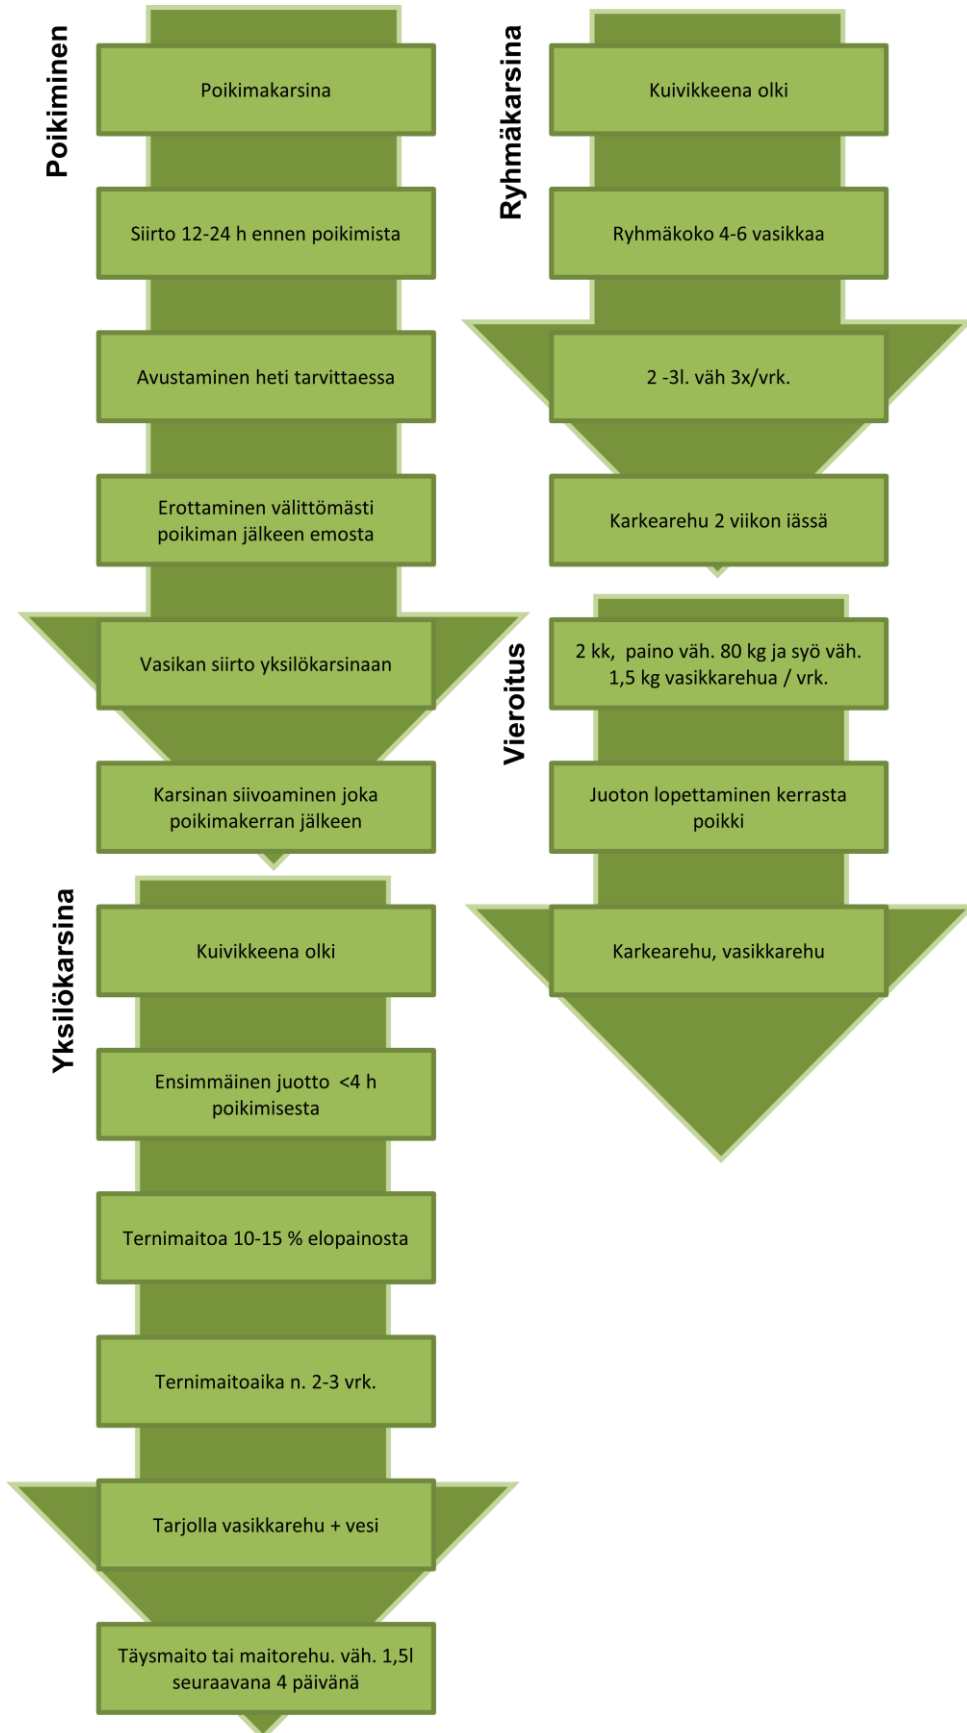 Poikiminen
Poikimakarsina
Siirto 12-24 h ennen poikimista
Avustaminen heti tarvittaessa
Erottaminen välittömästi
poikiman jälkeen emosta
Vasikan siirto yksilökarsinaan
Karsinan siivoaminen joka
poikimakerran jälkeen
Yksilökarsina
Kuivikkeena olki
Ensimmäinen juotto <4 h
poikimisesta
Ternimaitoa 10-15 % elopainosta
Ternimaitoaika n. 2-3 vrk.
Tarjolla vasikkarehu + vesi
Täysmaito tai maitorehu. väh. 1,5l
seuraavana 4 päivänä
Ryhmäkarsina
Kuivikkeena olki
Ryhmäkoko 4-6 vasikkaa
2 -3l. väh 3x/vrk.
Karkearehu 2 viikon iässä
Vieroitus
2 kk, paino väh. 80 kg ja syö väh.
1,5 kg vasikkarehua / vrk.
Juoton lopettaminen kerrasta
poikki
Karkearehu, vasikkarehu